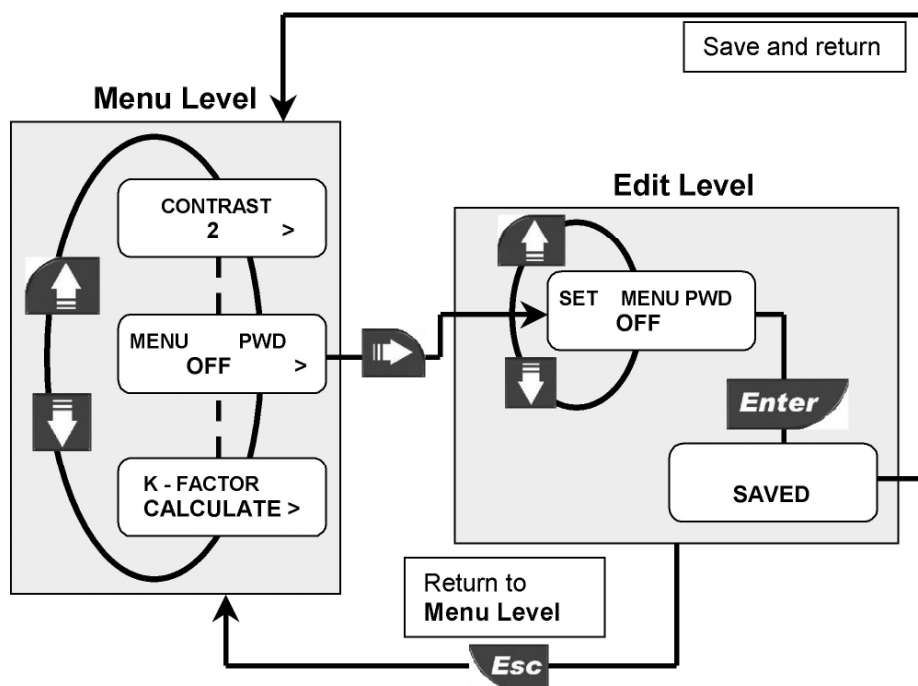 Save and return
Menu Level
CONTRAST
2 >
MENU PWD
OFF >
K - FACTOR
CALCULATE >
Edit Level
SET MENU PWD
OFF
Enter
SAVED
Return to
Menu Level
Esc